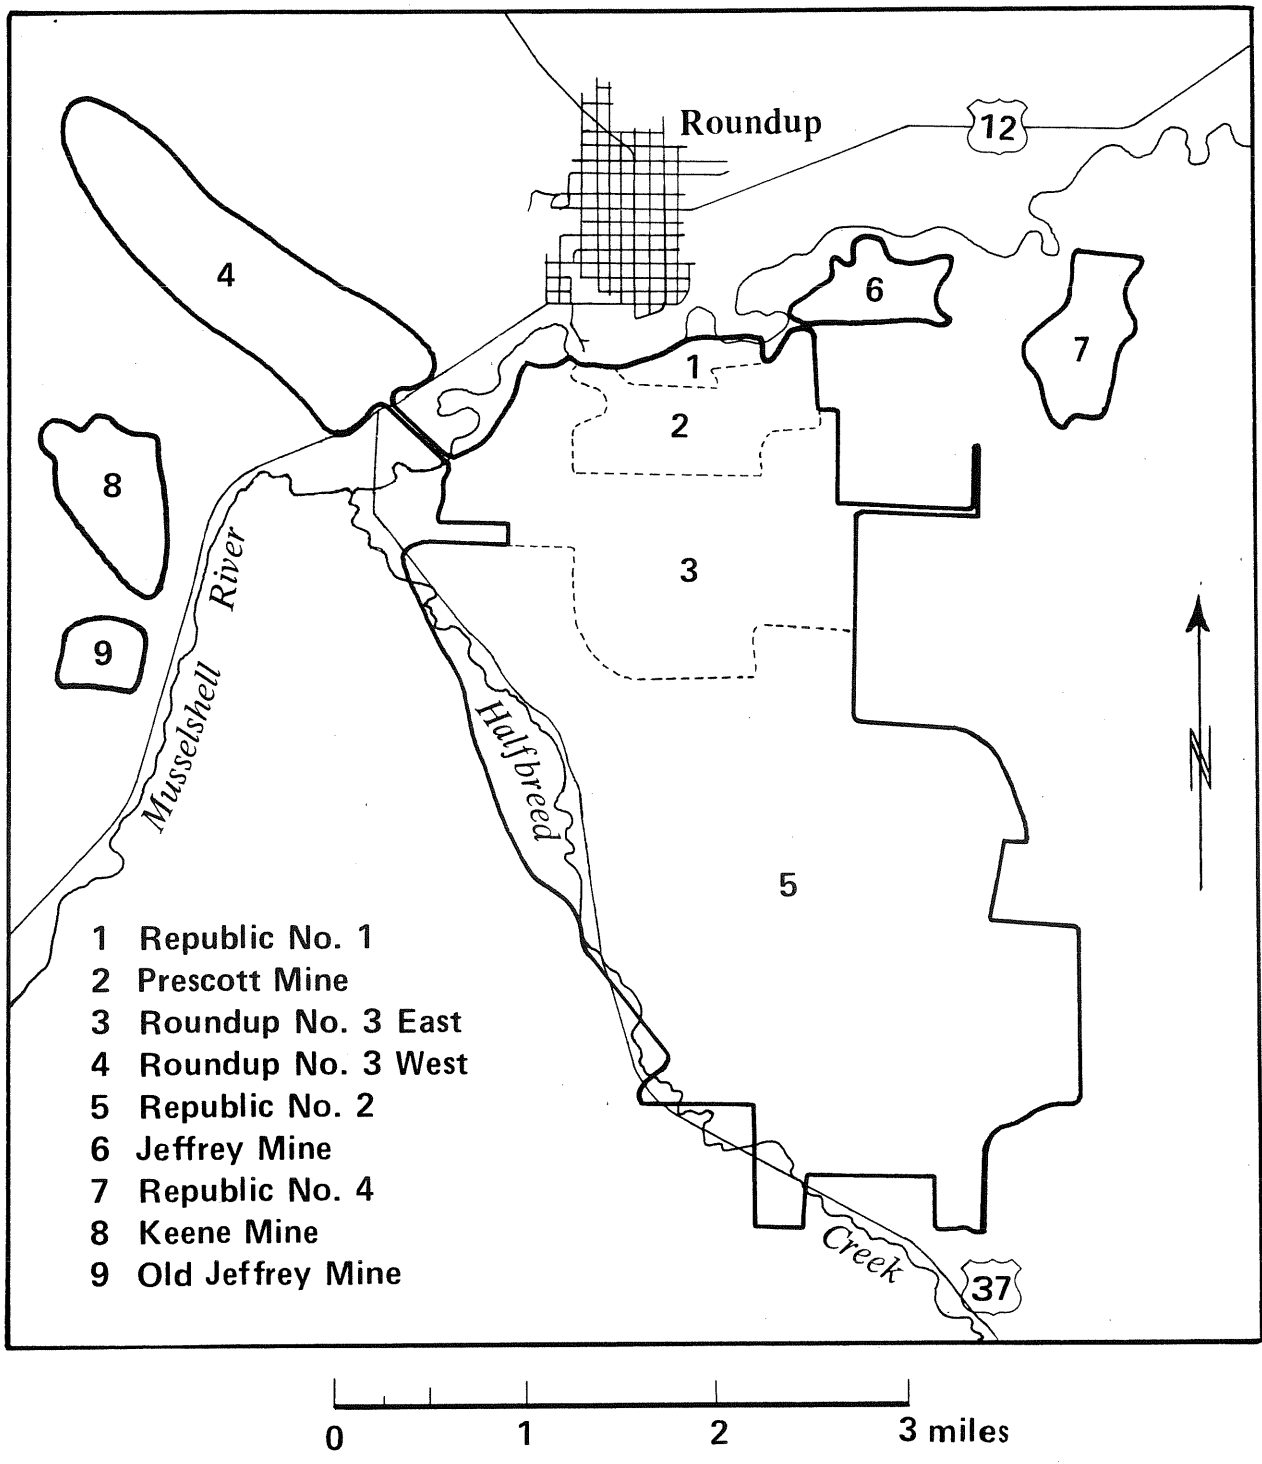 Roundup
12
4
6
1
7
2
8
3
River
9
Musselshell
Halfbreed
N
5
1 Republic No. 1
2 Prescott Mine
3 Roundup No. 3 East
4 Roundup No. 3 West
5 Republic No. 2
6 Jeffrey Mine
7 Republic No. 4
8 Keene Mine
9 Old Jeffrey Mine
Creek
37
0 1 2 3 miles